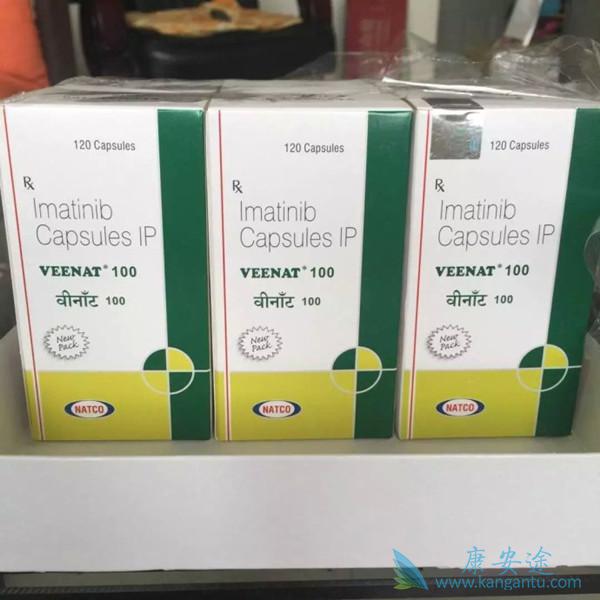 120 Capsules
Rx
Imatinib
Capsules IP
VEENAT® 100
वीनॉंट 100
New
Pack
NATCO
120 Capsules
Rx
Imatinib
Capsules IP
VEENAT® 100
वीनॉंट 100
New
Pack
NATCO
120 Capsules
Rx
Imatinib
Capsules IP
VEENAT® 100
वीनॉंट 100
New
Pack
NATCO
康安途
www.kangantu.com